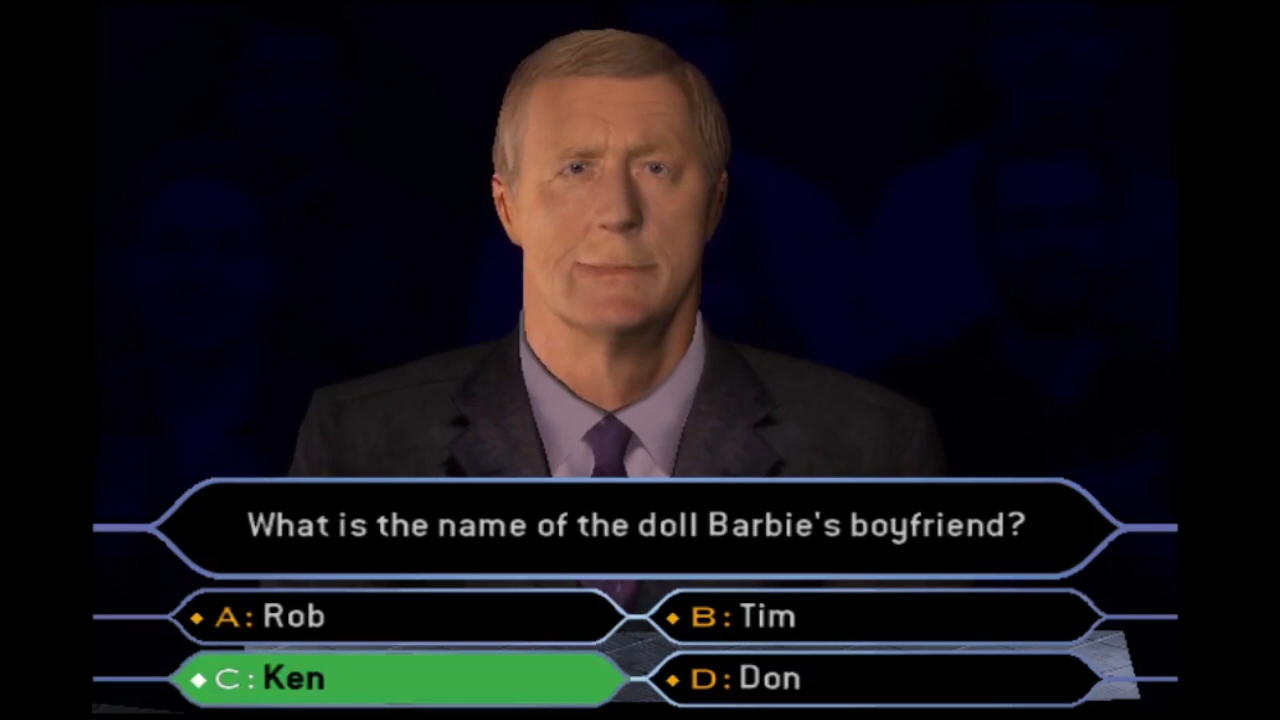 What is the name of the doll Barbie's boyfriend?
A: Rob
B: Tim
C: Ken
D: Don